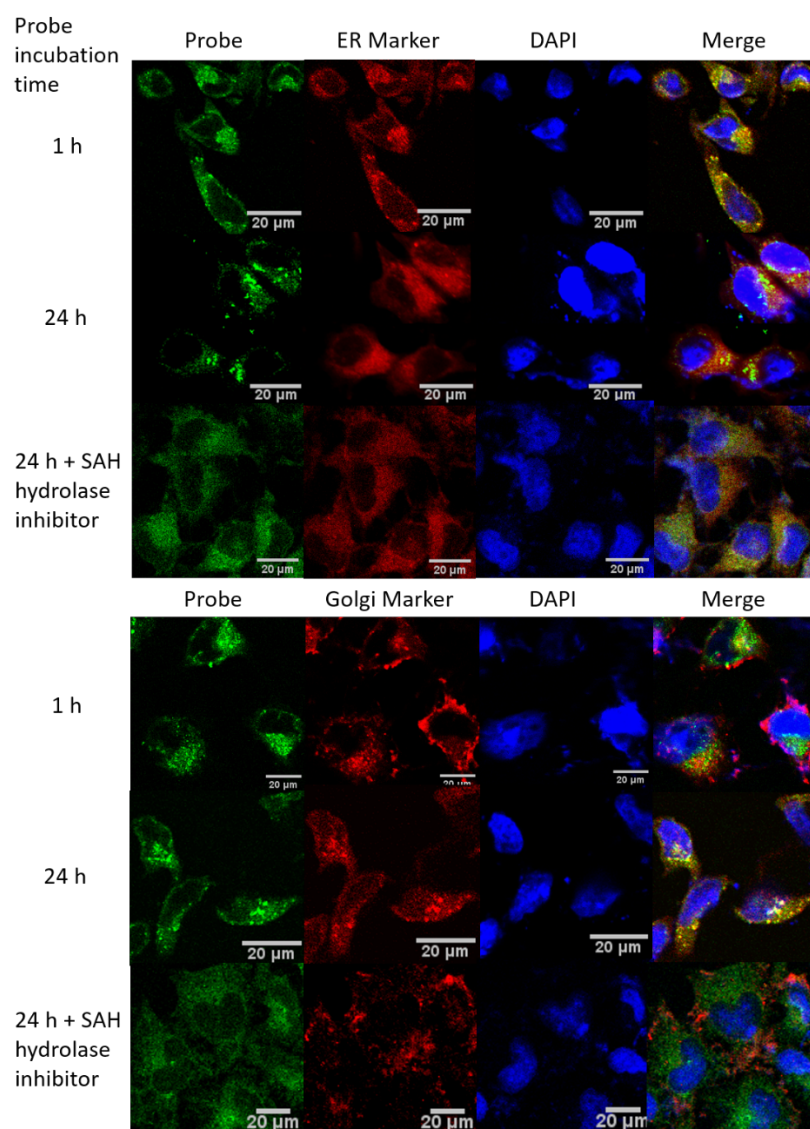 Probe
incubation
time
Probe ER Marker DAPI Merge
1 h
20 µm 20 µm 20 µm
24 h
20 µm 20 µm 20 µm
24 h + SAH
hydrolase
inhibitor
20 µm 20 µm 20 µm
Probe Golgi Marker DAPI Merge
1 h
20 µm 20 µm 20 µm
24 h
20 µm 20 µm 20 µm
24 h + SAH
hydrolase
inhibitor
20 µm 20 µm 20 µm